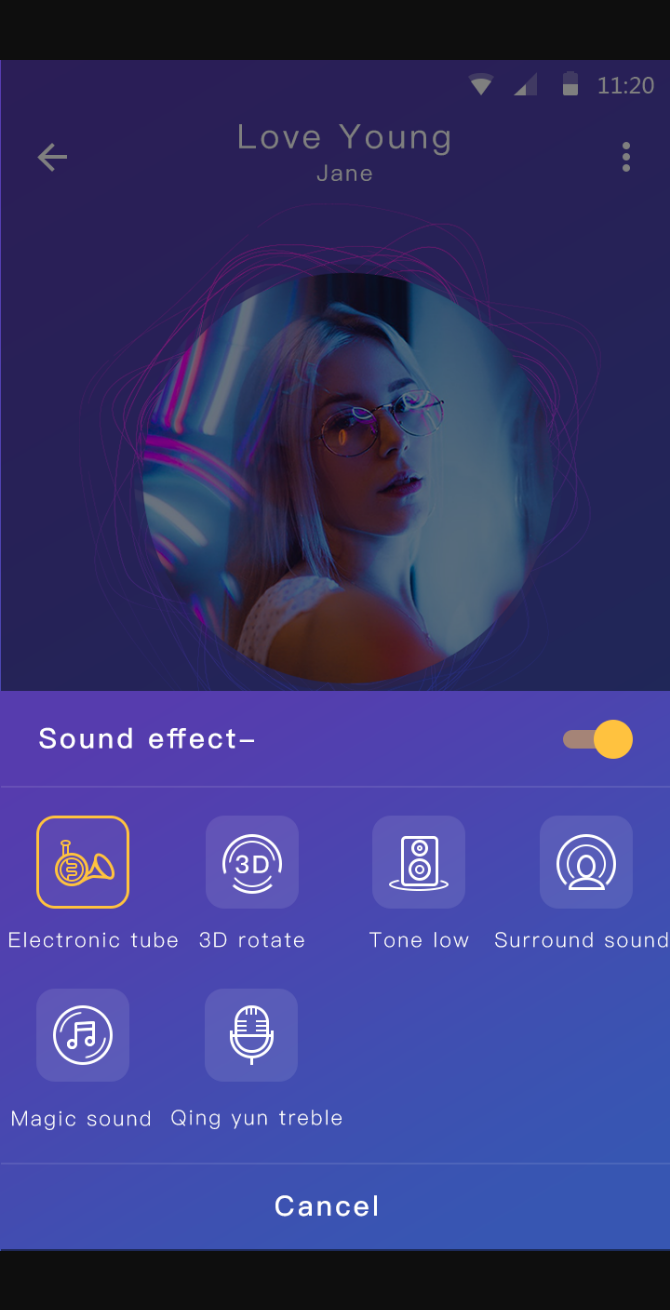 11:20
Love Young
Jane
Sound effect–
3D
Electronic tube
3D rotate
Tone low
Surround sound
Magic sound
Qing yun treble
Cancel